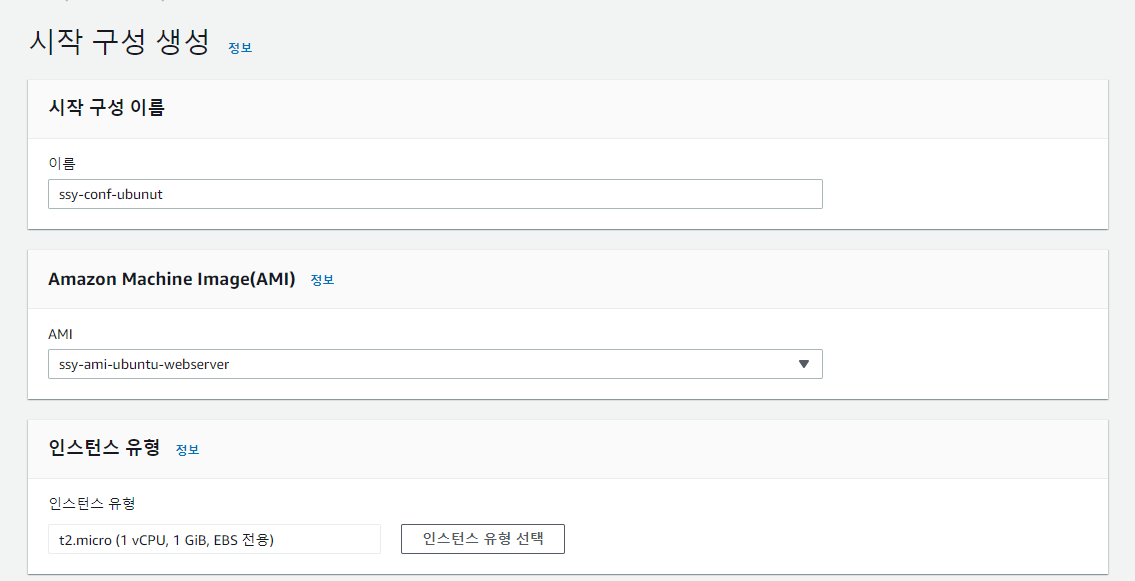 시작 구성 생성 정보
시작 구성 이름
이름
ssy-conf-ubunut
Amazon Machine Image(AMI) 정보
AMI
ssy-ami-ubuntu-webserver
인스턴스 유형 정보
인스턴스 유형
t2.micro (1 vCPU, 1 GiB, EBS 전용) 인스턴스 유형 선택